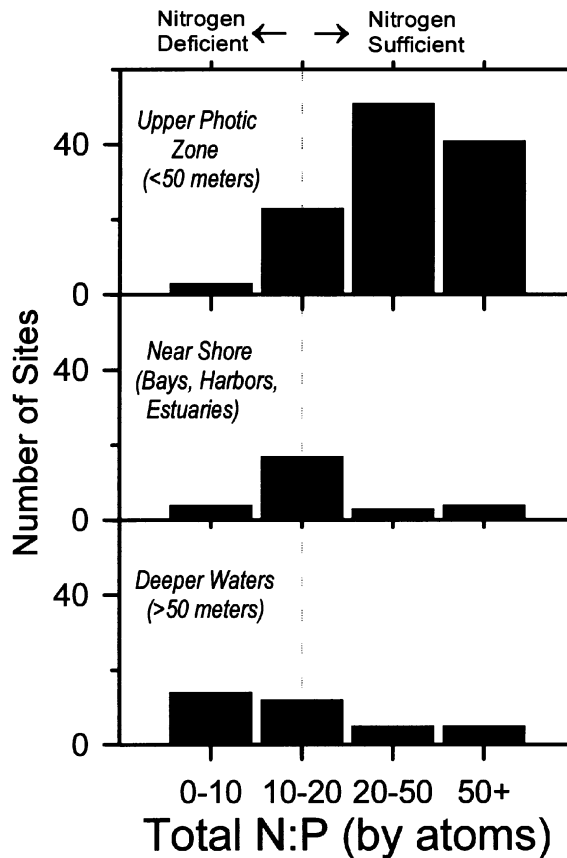 Nitrogen
Deficient
← →
Nitrogen
Sufficient
Number of Sites
Upper Photic
Zone
(<50 meters)
40
0
Near Shore
(Bays, Harbors,
Estuaries)
40
0
Deeper Waters
(>50 meters)
40
0
0-10 10-20 20-50 50+
Total N:P (by atoms)